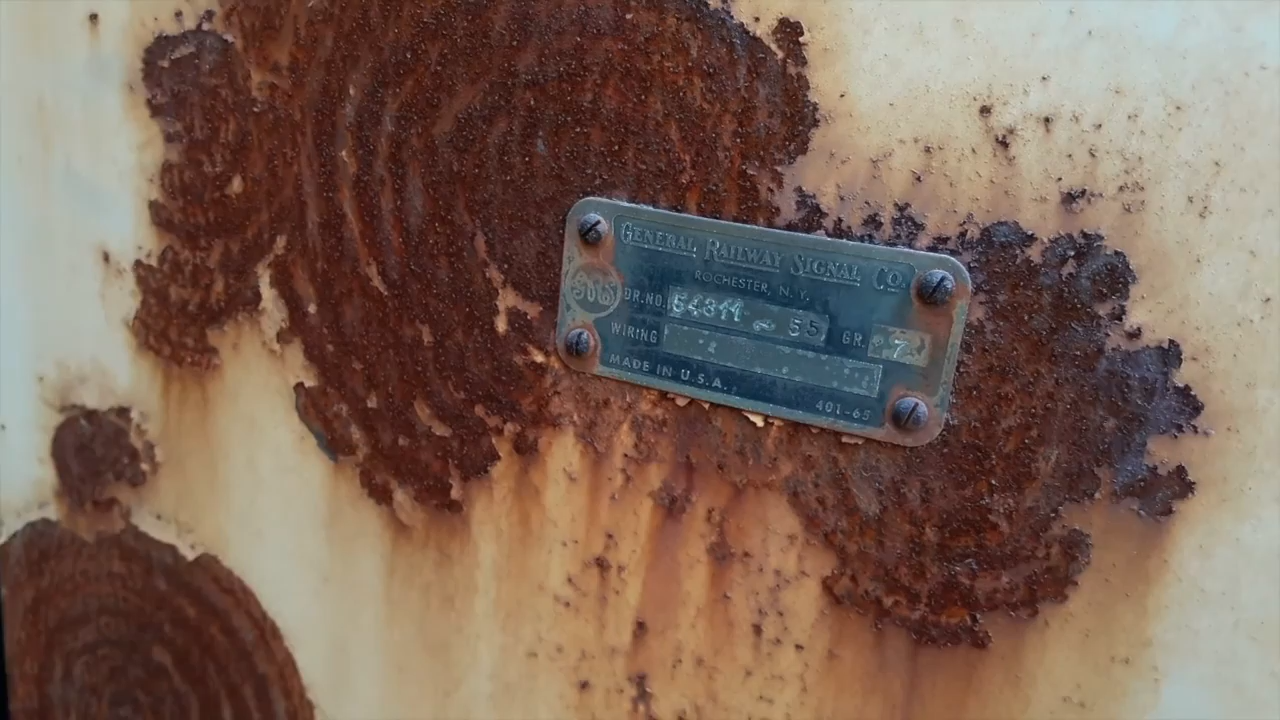 GENERAL RAILWAY SIGNAL CO.
ROCHESTER, N.Y.
GRS
DR.NO. 54311-55 GR. 7
WIRING
MADE IN U.S.A.
401-65